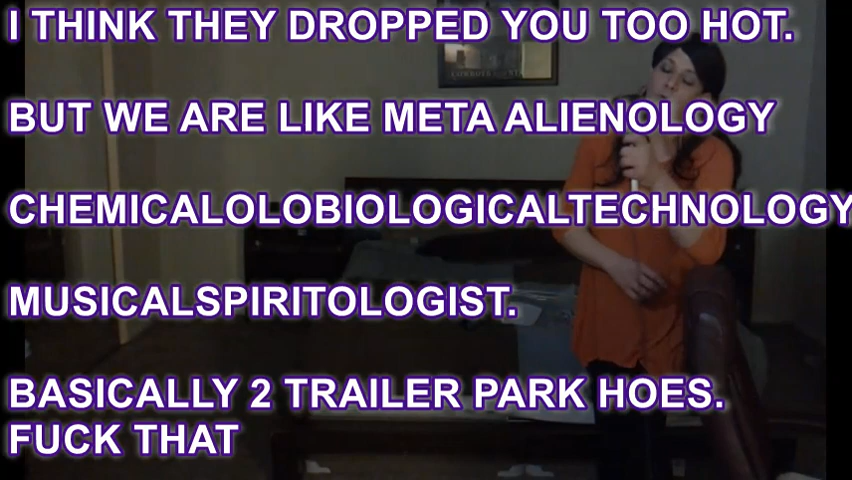 I THINK THEY DROPPED YOU TOO HOT.
BUT WE ARE LIKE META ALIENOLOGY
CHEMICALOLOBIOLOGICALTECHNOLOGY
MUSICALSPIRITOLOGIST.
BASICALLY 2 TRAILER PARK HOES.
FUCK THAT